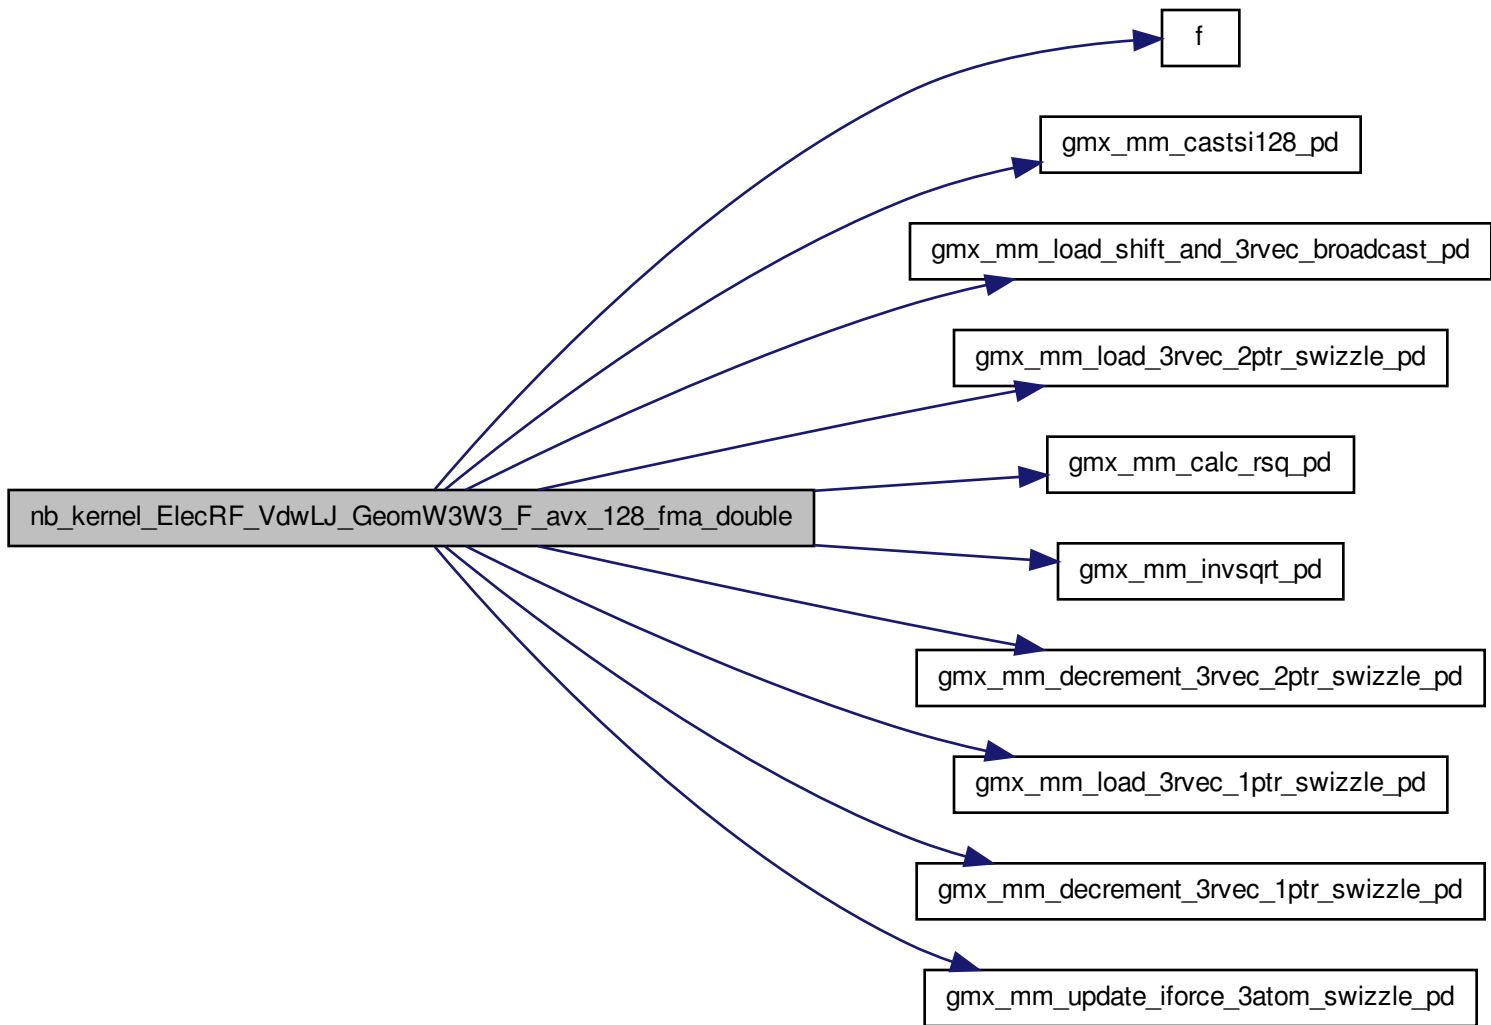 f
gmx_mm_castsi128_pd
gmx_mm_load_shift_and_3rvec_broadcast_pd
gmx_mm_load_3rvec_2ptr_swizzle_pd
gmx_mm_calc_rsq_pd
nb_kernel_ElecRF_VdwLJ_GeomW3W3_F_avx_128_fma_double
gmx_mm_invsqrt_pd
gmx_mm_decrement_3rvec_2ptr_swizzle_pd
gmx_mm_load_3rvec_1ptr_swizzle_pd
gmx_mm_decrement_3rvec_1ptr_swizzle_pd
gmx_mm_update_iforce_3atom_swizzle_pd